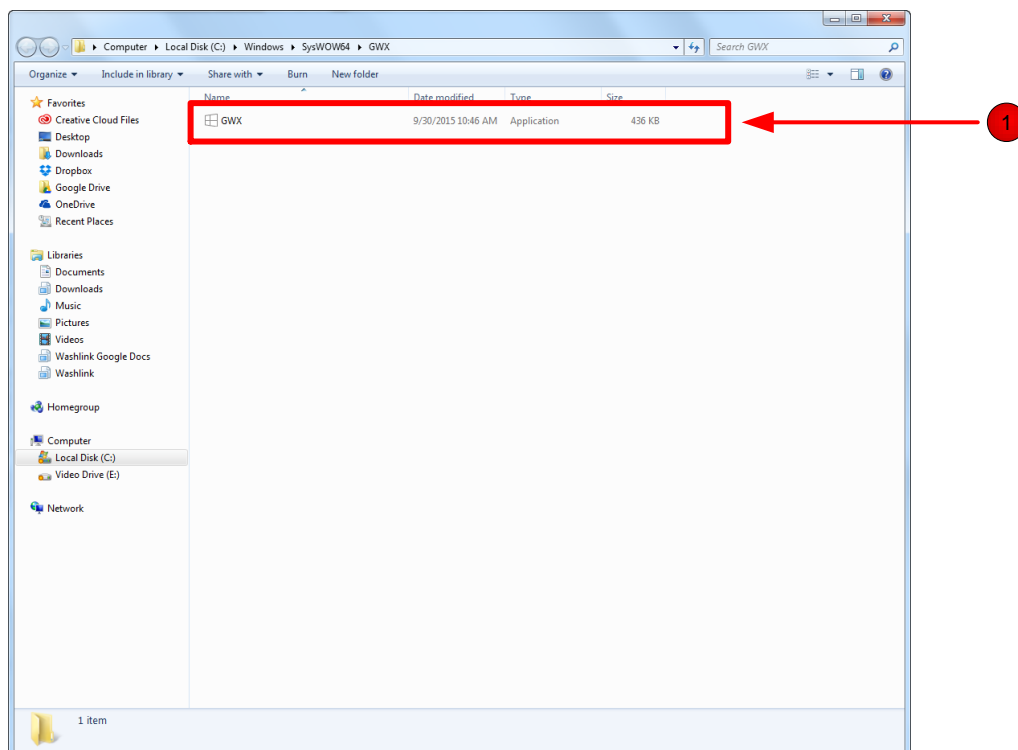 Computer Local Disk (C:) Windows SysWOW64 GWX Search GWX
Organize Include in library Share with Burn New folder
Name Date modified Type Size
GWX 9/30/2015 10:46 AM Application 436 KB
1
Favorites
Creative Cloud Files
Desktop
Downloads
Dropbox
Google Drive
OneDrive
Recent Places
Libraries
Documents
Downloads
Music
Pictures
Videos
Washlink Google Docs
Washlink
Homegroup
Computer
Local Disk (C:)
Video Drive (E:)
Network
1 item